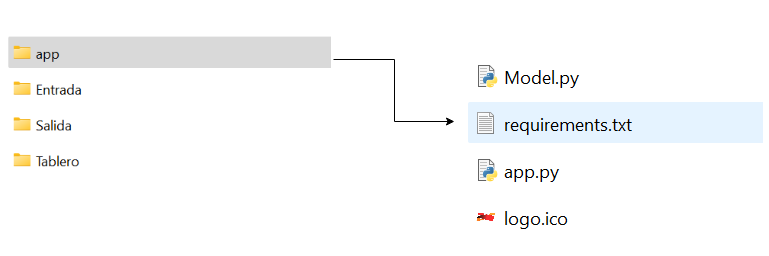 app
Entrada
Salida
Tablero
Model.py
requirements.txt
app.py
logo.ico